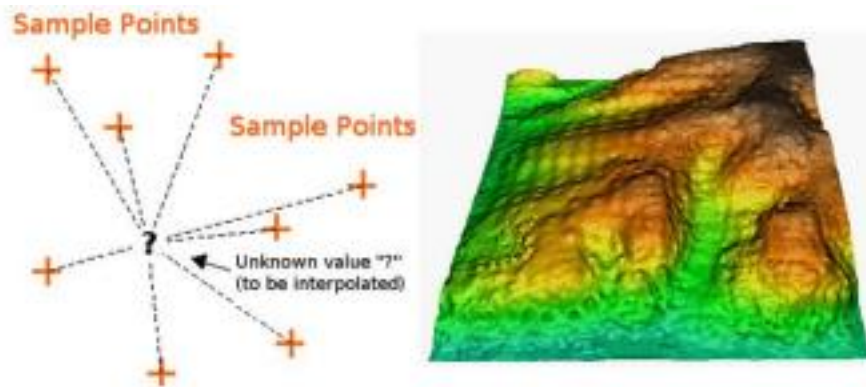 Sample Points
Sample Points
?
Unknown value "?"
(to be interpolated)